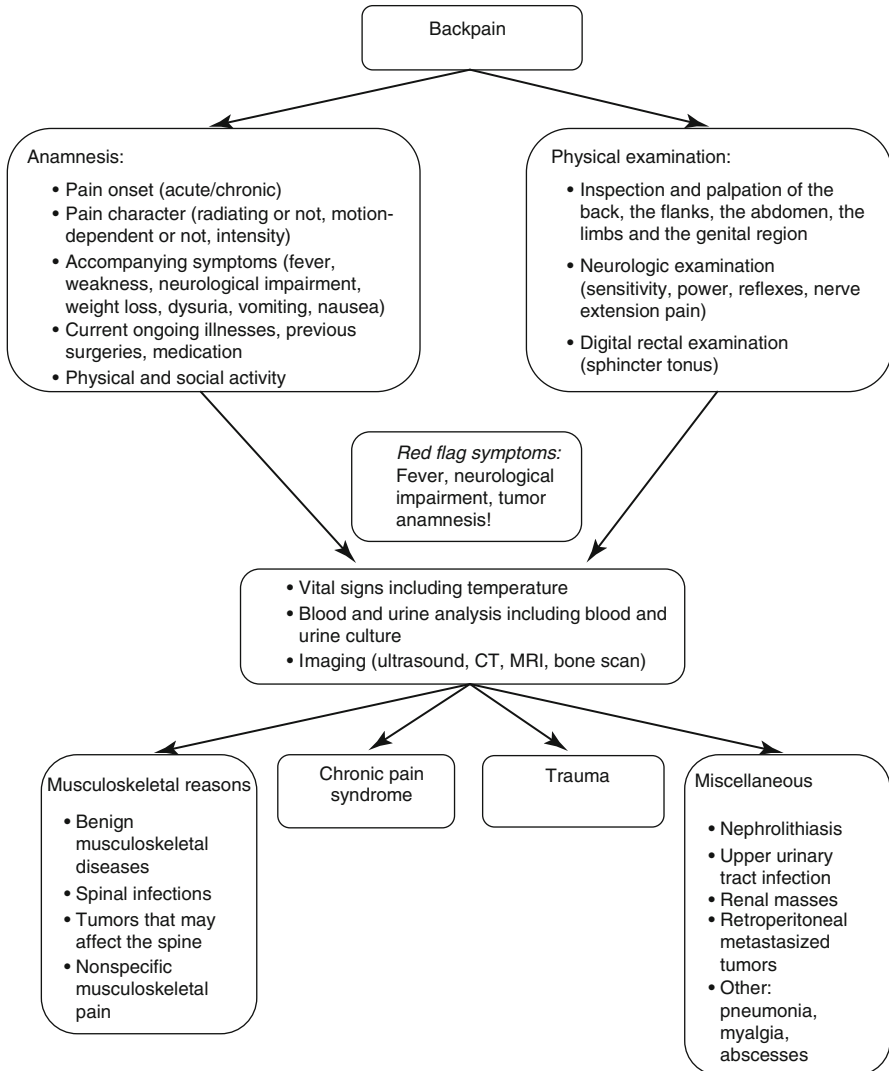 Backpain
Anamnesis:
• Pain onset (acute/chronic)
• Pain character (radiating or not, motion-
dependent or not, intensity)
• Accompanying symptoms (fever,
weakness, neurological impairment,
weight loss, dysuria, vomiting, nausea)
• Current ongoing illnesses, previous
surgeries, medication
• Physical and social activity
Physical examination:
• Inspection and palpation of the
back, the flanks, the abdomen, the
limbs and the genital region
• Neurologic examination
(sensitivity, power, reflexes, nerve
extension pain)
• Digital rectal examination
(sphincter tonus)
Red flag symptoms:
Fever, neurological
impairment, tumor
anamnesis!
• Vital signs including temperature
• Blood and urine analysis including blood and
urine culture
• Imaging (ultrasound, CT, MRI, bone scan)
Musculoskeletal reasons
• Benign
musculoskeletal
diseases
• Spinal infections
• Tumors that may
affect the spine
• Nonspecific
musculoskeletal
pain
Chronic pain
syndrome
Trauma
Miscellaneous
• Nephrolithiasis
• Upper urinary
tract infection
• Renal masses
• Retroperitoneal
metastasized
tumors
• Other:
pneumonia,
myalgia,
abscesses